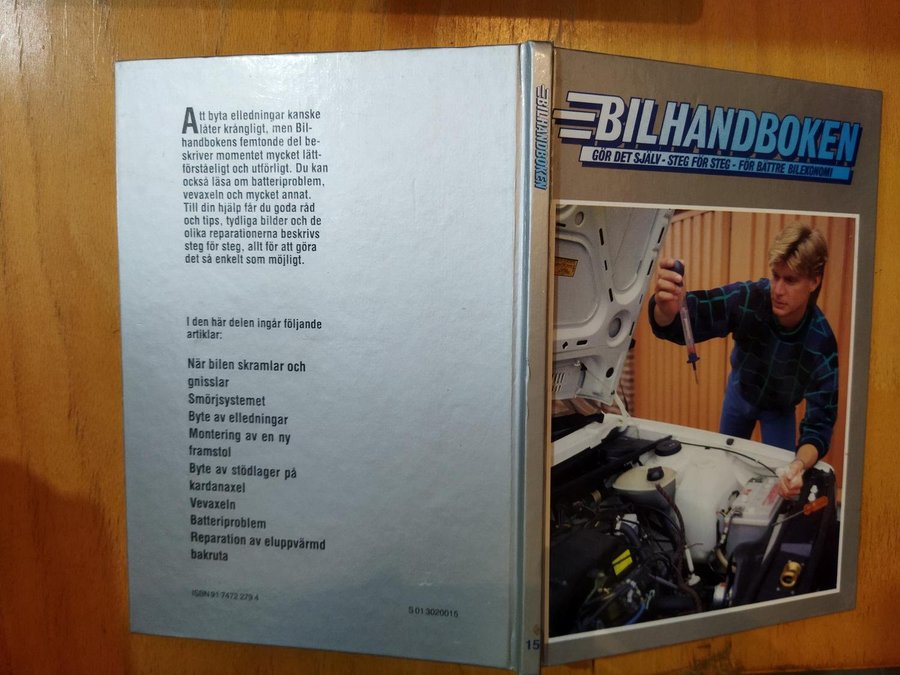 Att byta elledningar kanske
låter krångligt, men Bil-
handbokens femtonde del be-
skriver momentet mycket lätt-
förståeligt och utförligt. Du kan
också läsa om batteriproblem,
vevaxeln och mycket annat.
Till din hjälp får du goda råd
och tips, tydliga bilder och de
olika reparationerna beskrivs
steg för steg, allt för att göra
det så enkelt som möjligt.
I den här delen ingår följande
artiklar:
När bilen skramlar och
gnisslar
Smörjsystemet
Byte av elledningar
Montering av en ny
framstol
Byte av stödlager på
kardanaxel
Vevaxeln
Batteriproblem
Reparation av eluppvärmd
bakruta
ISBN 91 7472 279 4
S 01 3020015
BILHANDBOKEN
15
BILHANDBOKEN
GÖR DET SJÄLV - STEG FÖR STEG - FÖR BÄTTRE BILEKONOMI